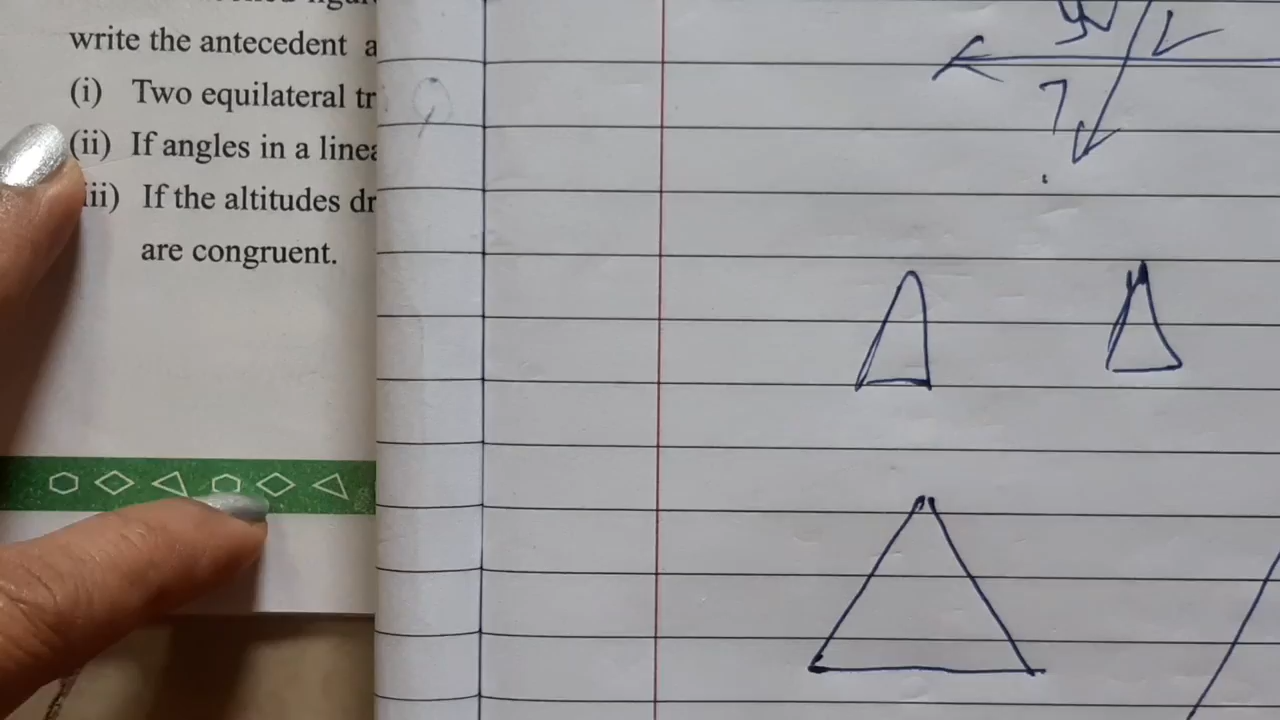 write the antecedent a
(i) Two equilateral tr
(ii) If angles in a linea
iii) If the altitudes dr
are congruent.